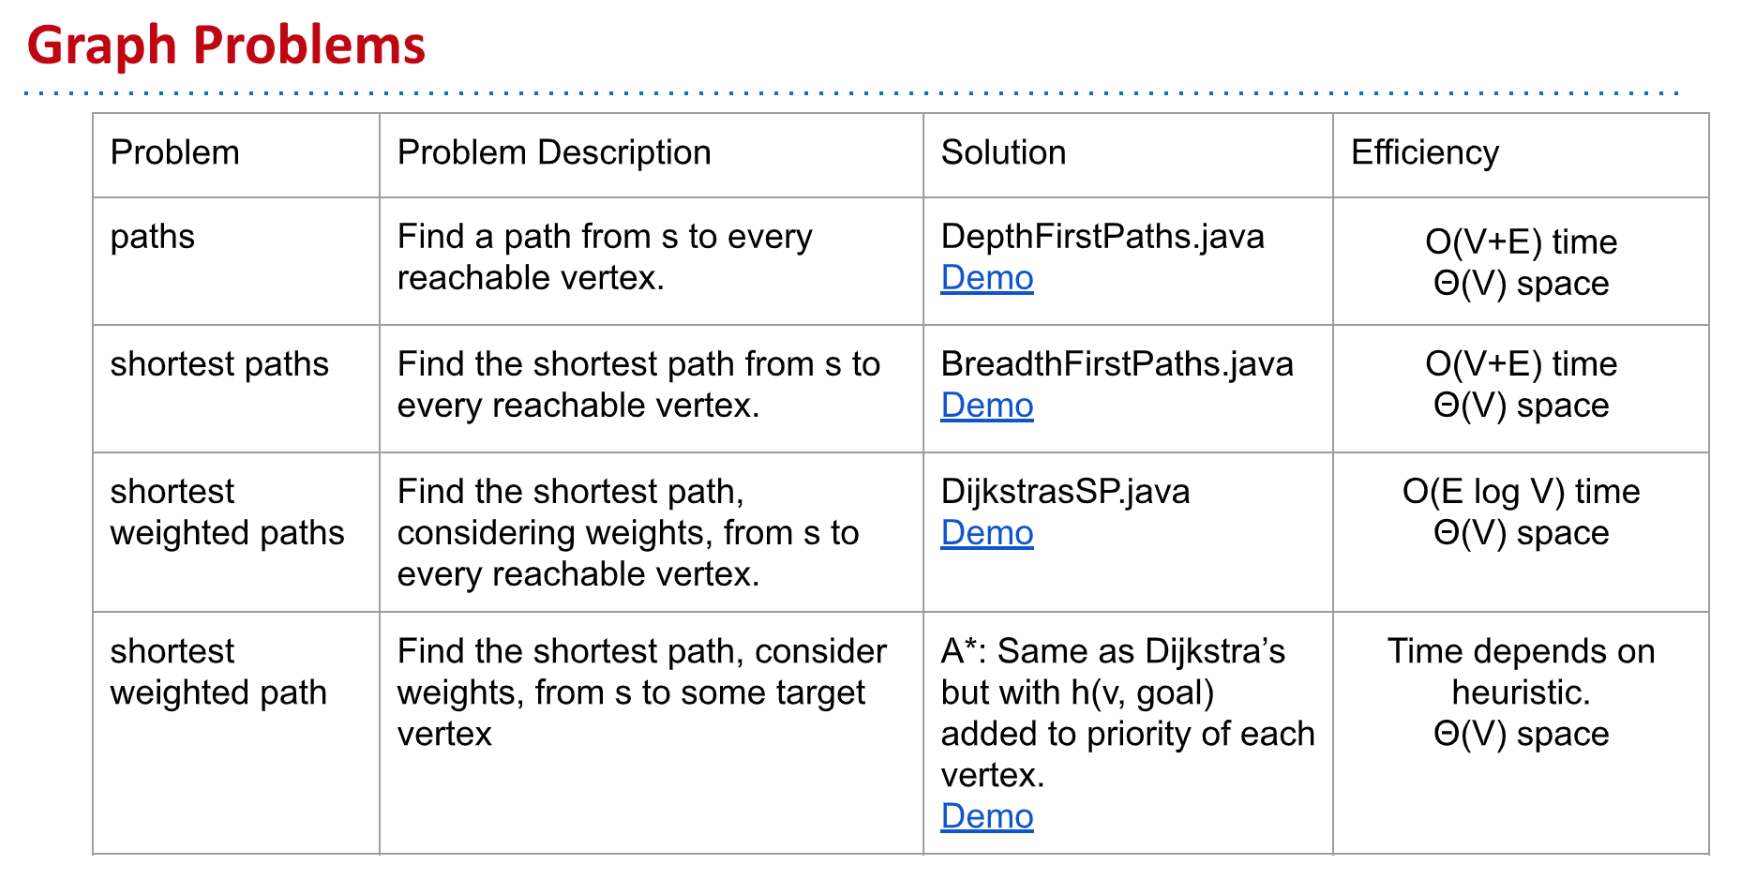 Graph Problems
Problem
Problem Description
Solution
Efficiency
paths
Find a path from s to every
reachable vertex.
DepthFirstPaths.java
Demo
O(V+E) time
Θ(V) space
shortest paths
Find the shortest path from s to
every reachable vertex.
BreadthFirstPaths.java
Demo
O(V+E) time
Θ(V) space
shortest
weighted paths
Find the shortest path,
considering weights, from s to
every reachable vertex.
DijkstrasSP.java
Demo
O(E log V) time
Θ(V) space
shortest
weighted path
Find the shortest path, consider
weights, from s to some target
vertex
A*: Same as Dijkstra’s
but with h(v, goal)
added to priority of each
vertex.
Demo
Time depends on
heuristic.
Θ(V) space